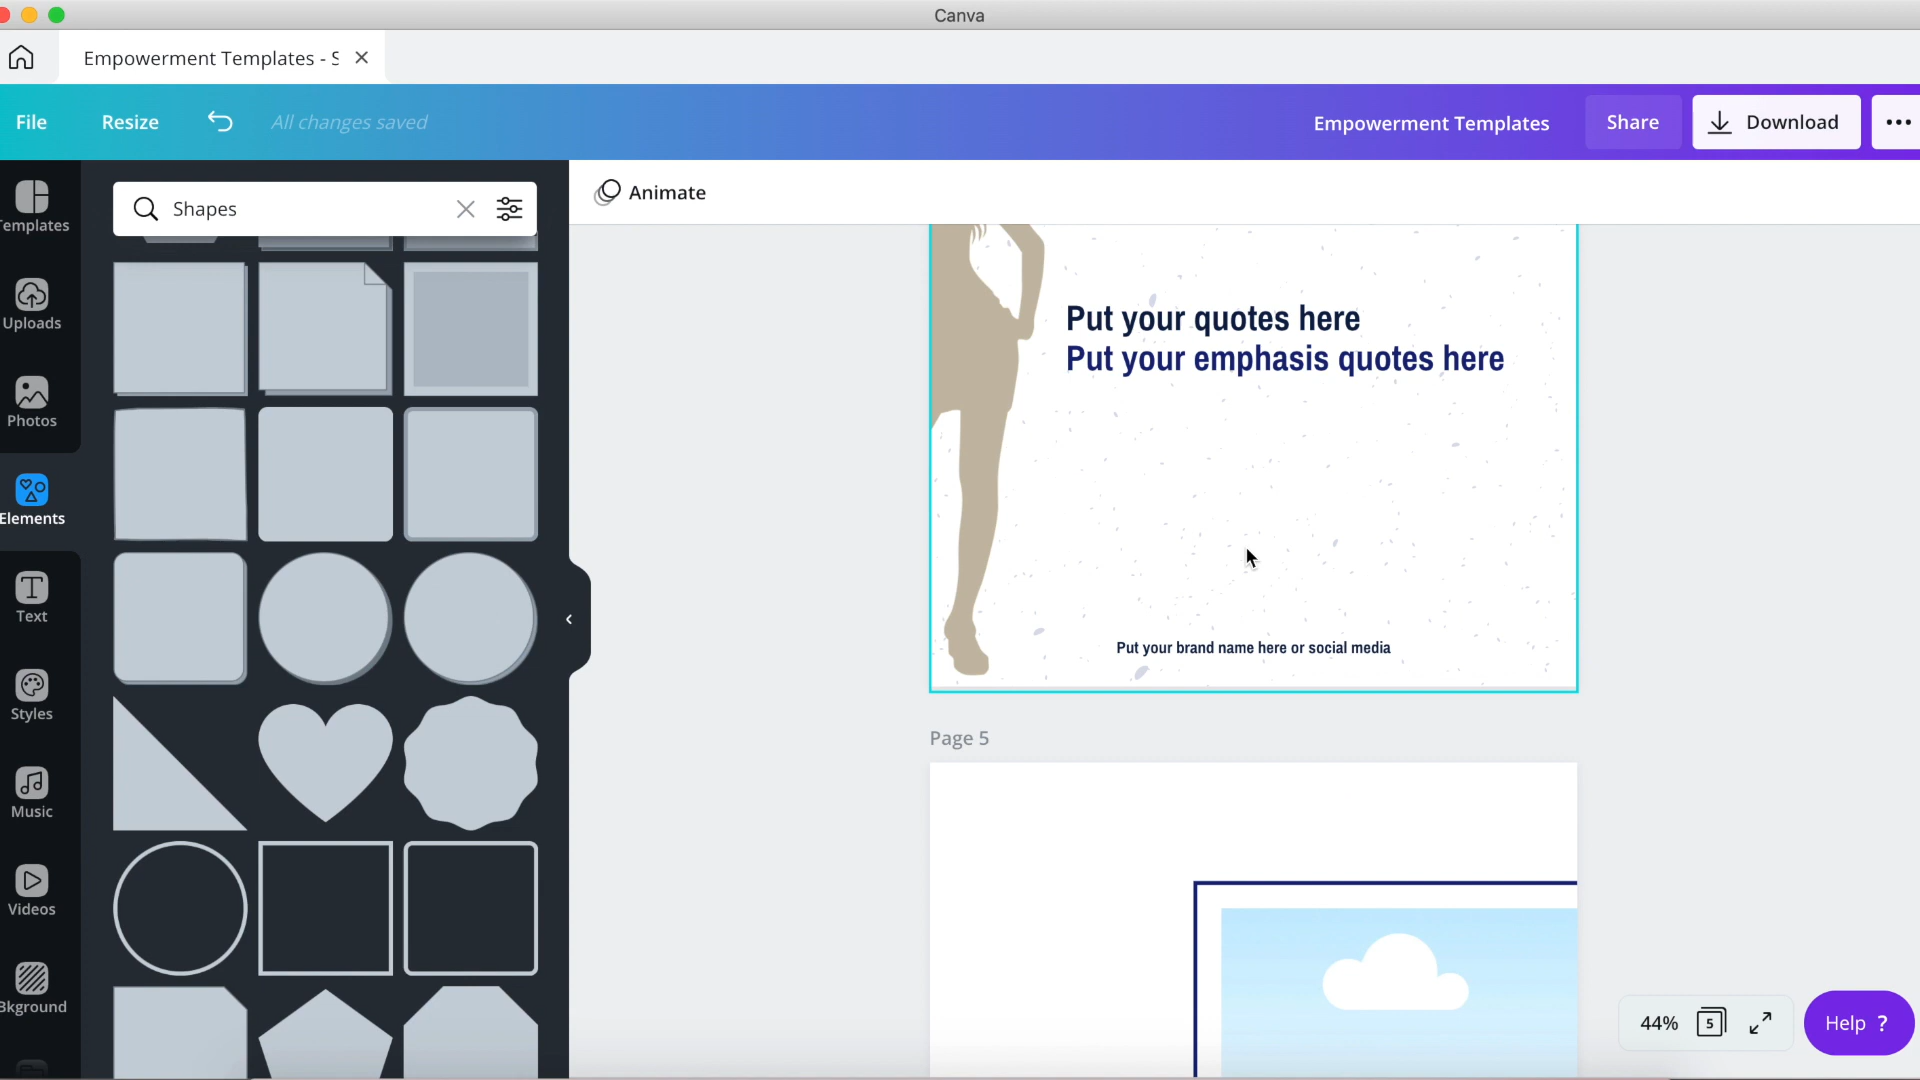 Canva
Empowerment Templates - S
File
Resize
All changes saved
Empowerment Templates
Share
Download
Templates
Shapes
Animate
Uploads
Photos
Elements
Text
Styles
Music
Videos
Bkground
Put your quotes here
Put your emphasis quotes here
Put your brand name here or social media
Page 5
44%
5
Help ?